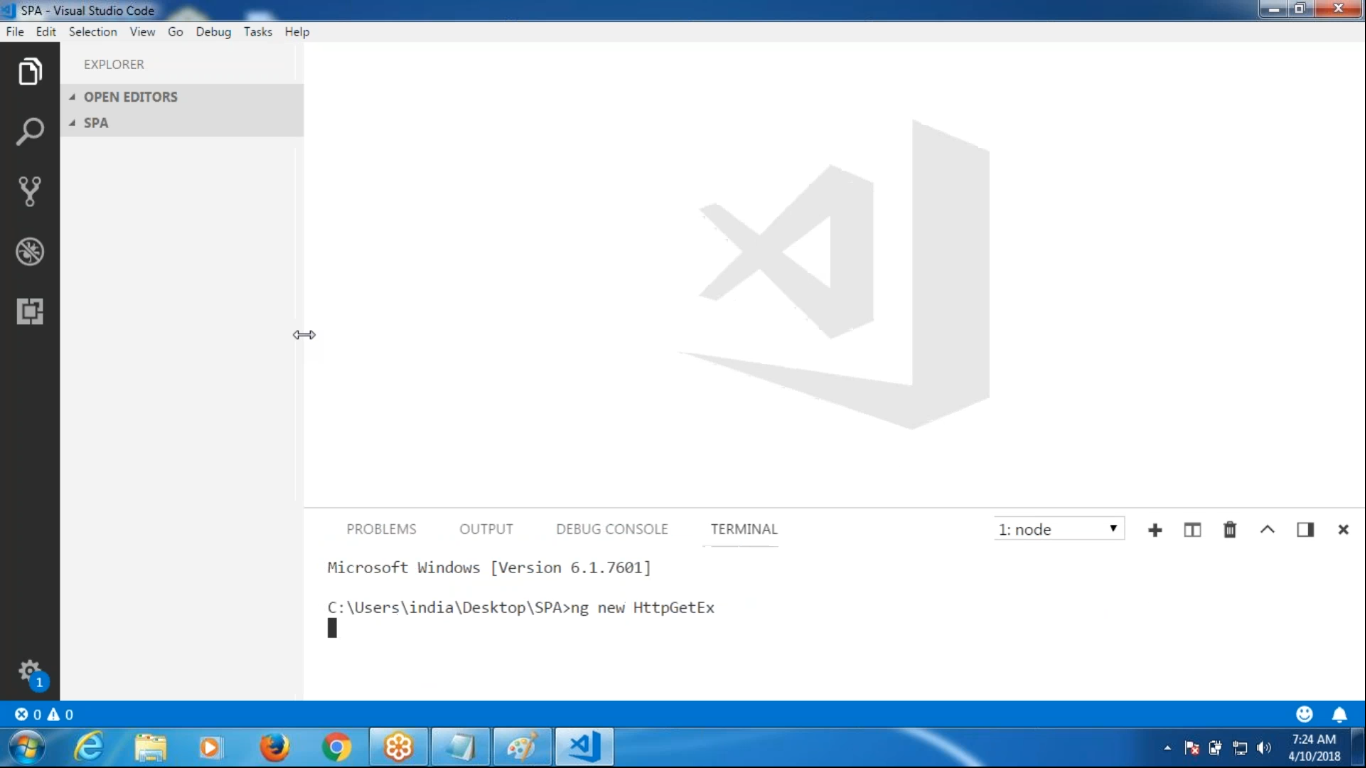 SPA - Visual Studio Code
File Edit Selection View Go Debug Tasks Help
EXPLORER
OPEN EDITORS
SPA
PROBLEMS OUTPUT DEBUG CONSOLE TERMINAL 1: node
Microsoft Windows [Version 6.1.7601]
C:\Users\india\Desktop\SPA>ng new HttpGetEx
1
0 0
7:24 AM
4/10/2018